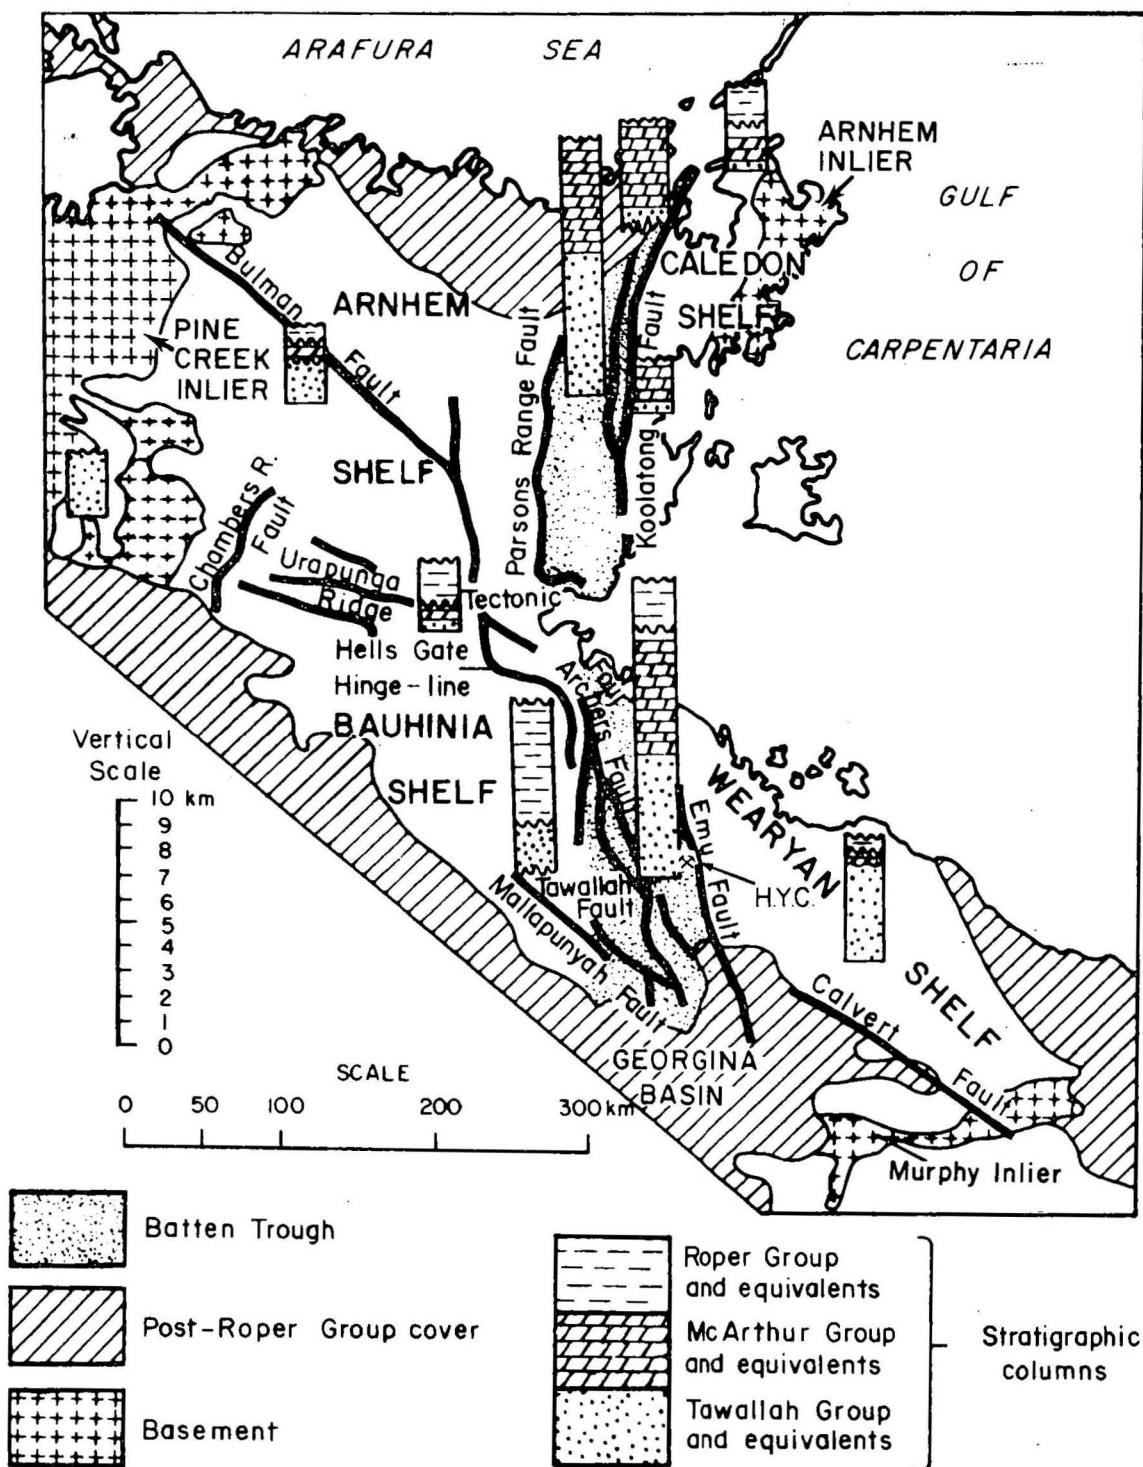 ARAFURA SEA
ARNHEM
INLIER
GULF
OF
CARPENTARIA
CALEDON
SHELF
Bulman
Fault
ARNHEM
SHELF
PINE
CREEK
INLIER
Parsons Range Fault
Koolatong Fault
Chambers R.
Fault
Urapunga
Tectonic
Ridge
Hells Gate
Hinge-line
BAUHINIA
SHELF
Four
Archers Fault
WEARYAN
SHELF
Emu Fault
H.Y.C.
Tawallah
Fault
Mallapunyah Fault
Calvert
Fault
GEORGINA
BASIN
Murphy Inlier
Vertical
Scale
10 km
9
8
7
6
5
4
3
2
1
0
SCALE
0 50 100 200 300 km
Batten Trough
Post-Roper Group cover
Basement
Roper Group
and equivalents
McArthur Group
and equivalents
Tawallah Group
and equivalents
Stratigraphic
columns